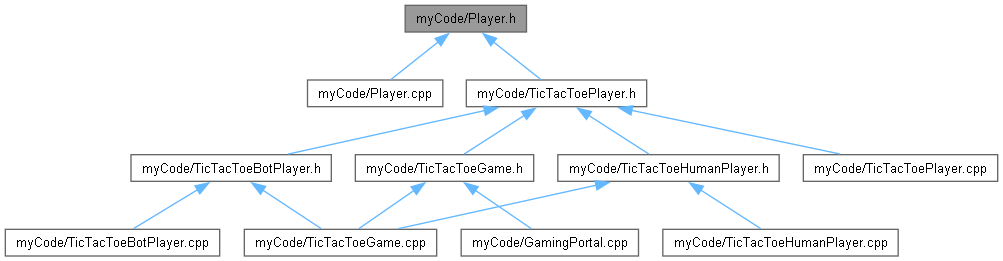 myCode/Player.h
myCode/Player.cpp
myCode/TicTacToePlayer.h
myCode/TicTacToeBotPlayer.h
myCode/TicTacToeGame.h
myCode/TicTacToeHumanPlayer.h
myCode/TicTacToePlayer.cpp
myCode/TicTacToeBotPlayer.cpp
myCode/TicTacToeGame.cpp
myCode/GamingPortal.cpp
myCode/TicTacToeHumanPlayer.cpp